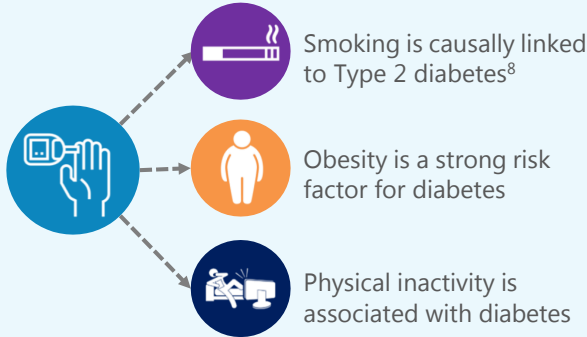 Smoking is causally linked
to Type 2 diabetes⁸
Obesity is a strong risk
factor for diabetes
Physical inactivity is
associated with diabetes